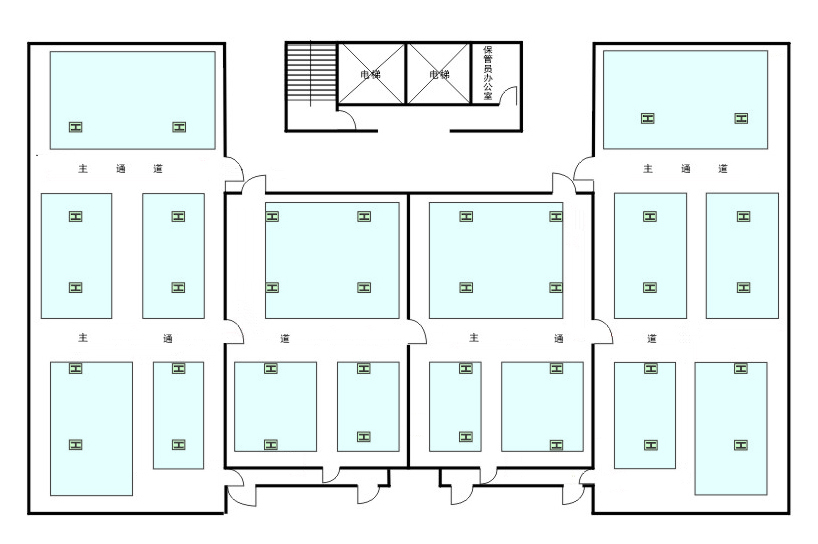 电梯
电梯
保管员办公室
主 通 道
主 通 道
主 通 道
主 通 道